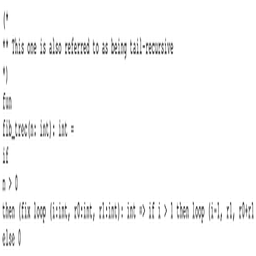 (*
** This one is also referred to as being tail-recursive
*)
fun
fib_trec(n: int): int =
if
n > 0
then (fix loop (i:int, r0:int, r1:int): int => if i > 1 then loop (i-1, r1, r0+r1
else 0